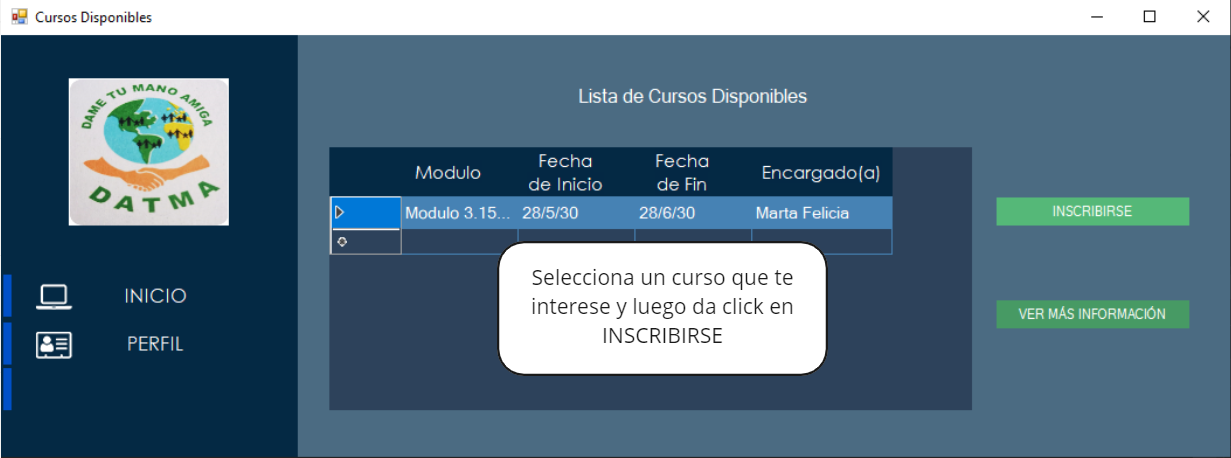 Cursos Disponibles
DAME TU MANO AMIGA
DATMA
INICIO
PERFIL
Lista de Cursos Disponibles
Modulo Fecha de Inicio Fecha de Fin Encargado(a)
Modulo 3.15... 28/5/30 28/6/30 Marta Felicia
Selecciona un curso que te
interese y luego da click en
INSCRIBIRSE
INSCRIBIRSE
VER MÁS INFORMACIÓN